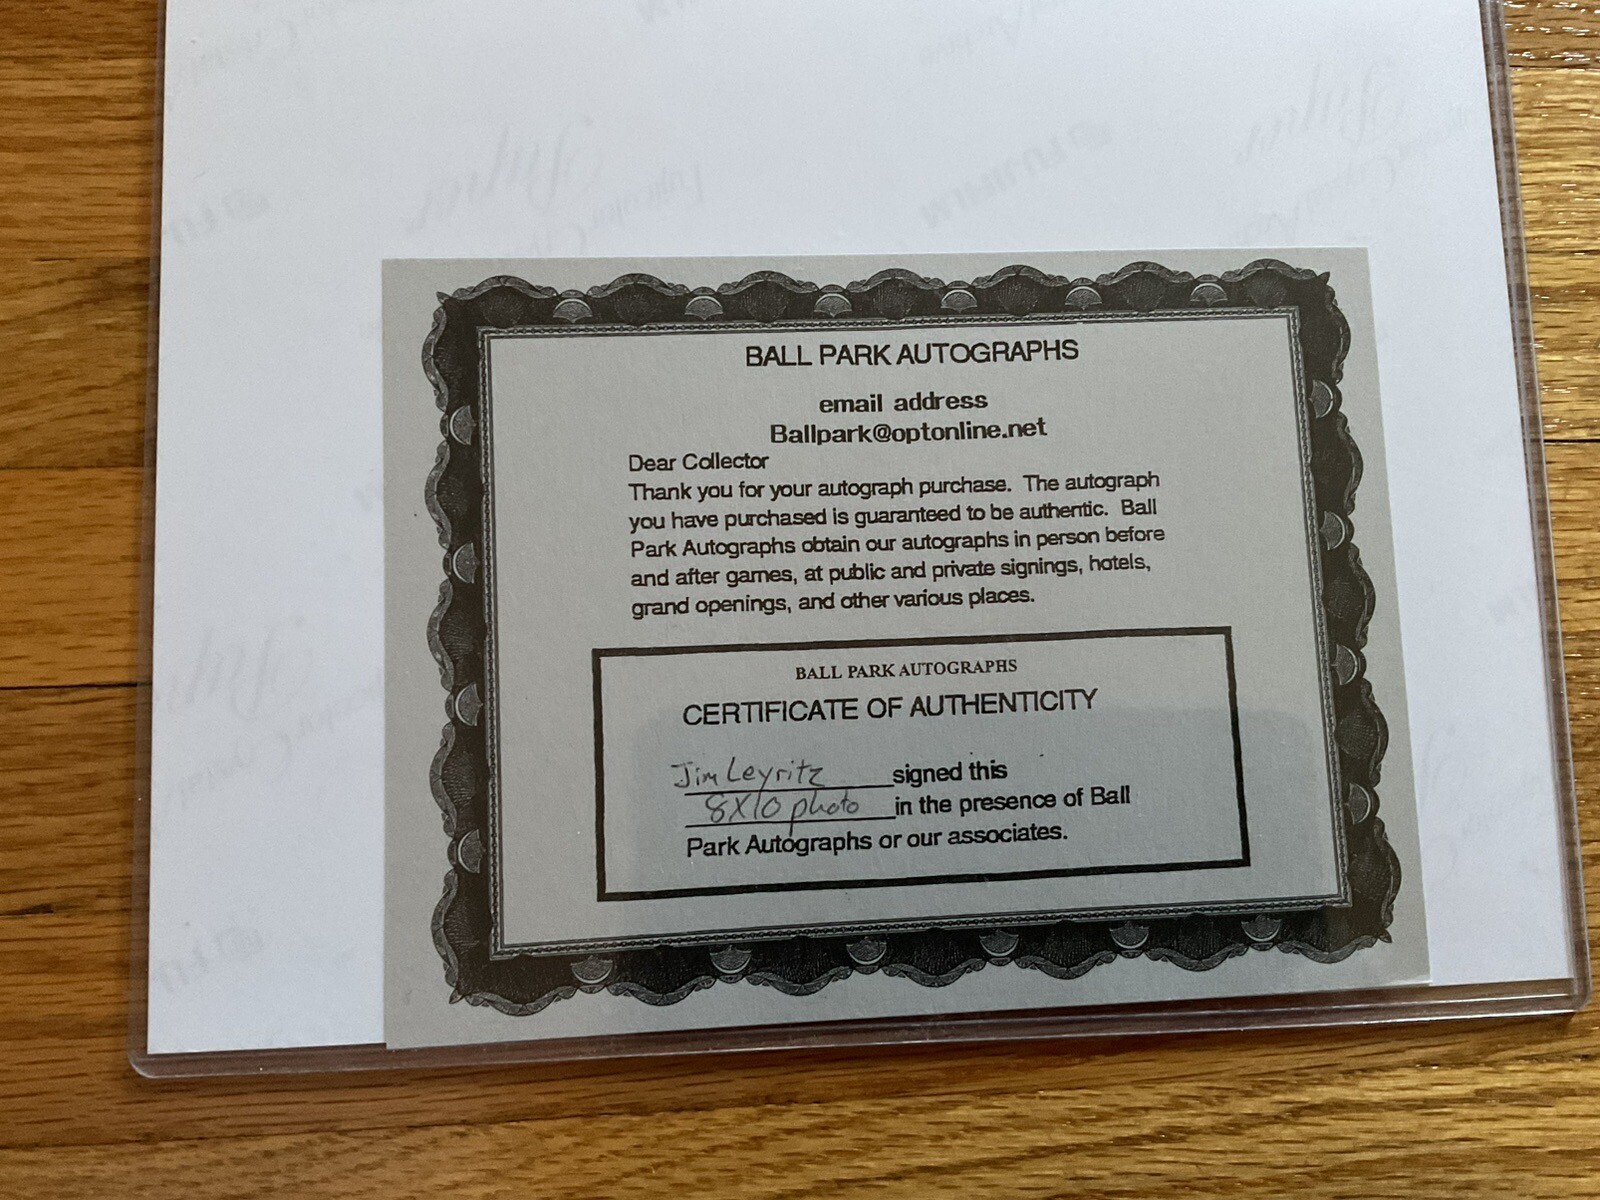 BALL PARK AUTOGRAPHS
email address
Ballpark@optonline.net
Dear Collector
Thank you for your autograph purchase. The autograph
you have purchased is guaranteed to be authentic. Ball
Park Autographs obtain our autographs in person before
and after games, at public and private signings, hotels,
grand openings, and other various places.
BALL PARK AUTOGRAPHS
CERTIFICATE OF AUTHENTICITY
Jim Leyritz signed this
8X10 photo in the presence of Ball
Park Autographs or our associates.